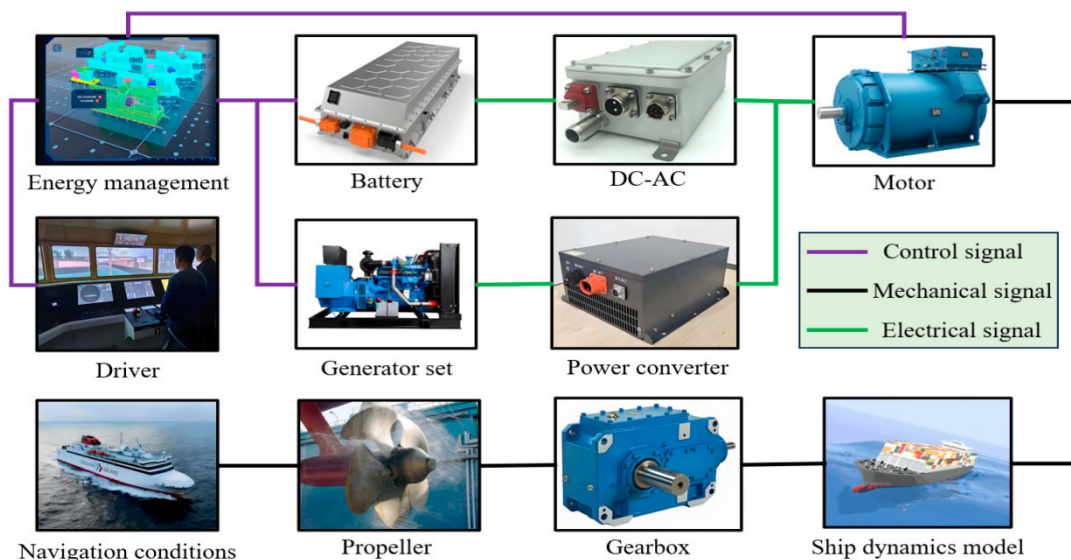 Energy management
Battery
DC-AC
Motor
Driver
Generator set
Power converter
Control signal
Mechanical signal
Electrical signal
Navigation conditions
Propeller
Gearbox
Ship dynamics model